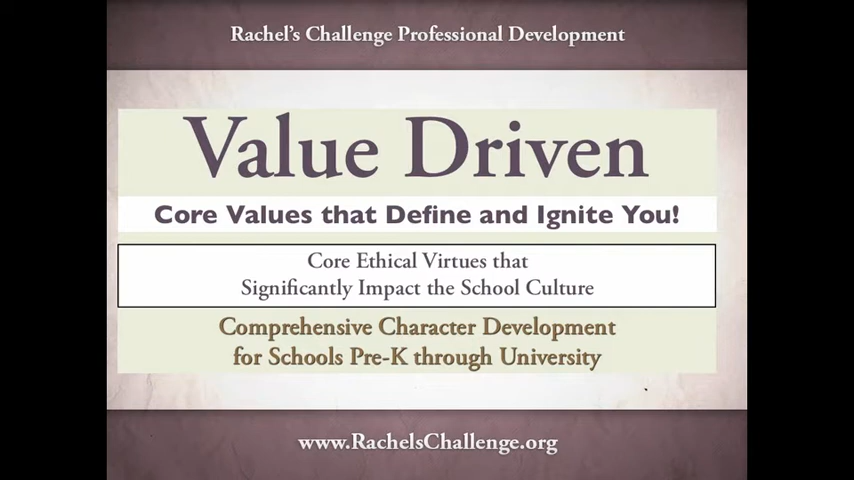 Rachel's Challenge Professional Development
Value Driven
Core Values that Define and Ignite You!
Core Ethical Virtues that
Significantly Impact the School Culture
Comprehensive Character Development
for Schools Pre-K through University
www.RachelsChallenge.org